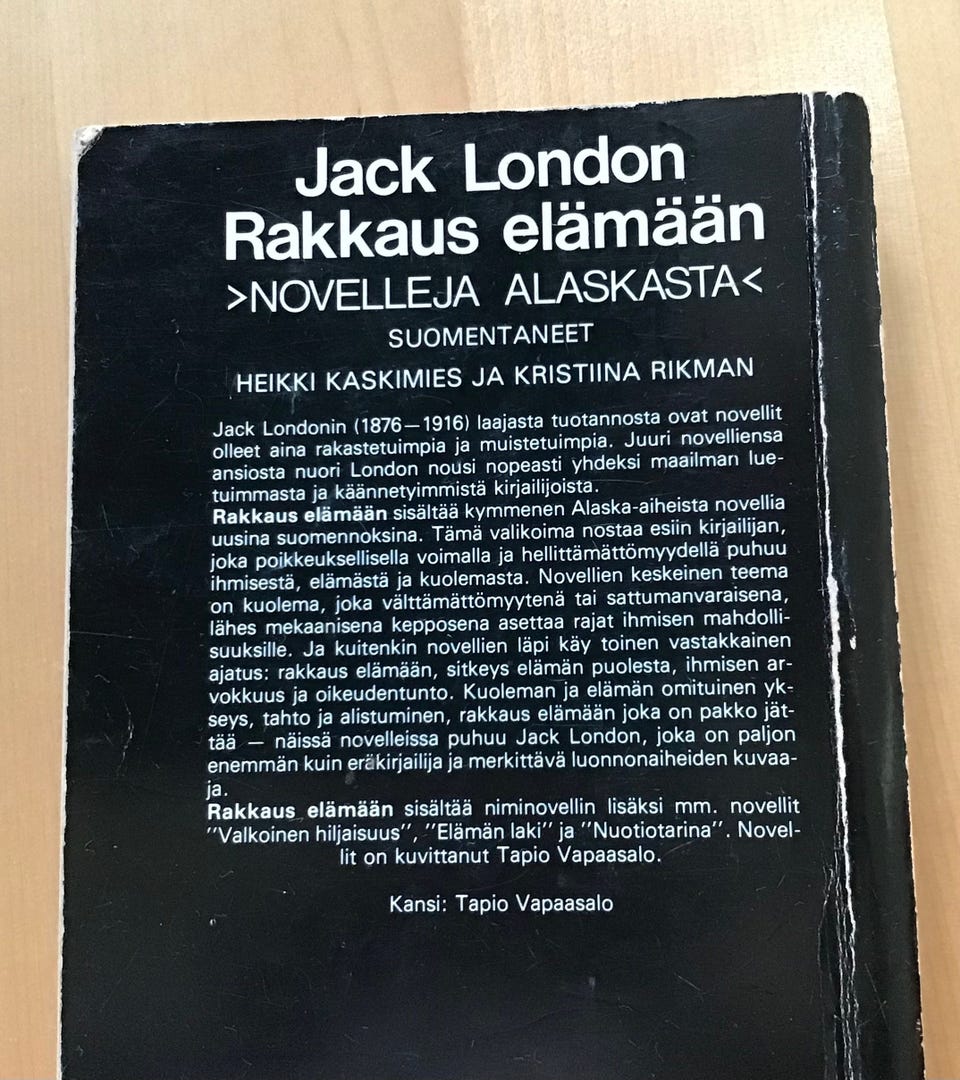 Jack London
Rakkaus elämään
>NOVELLEJA ALASKASTA<
SUOMENTANEET
HEIKKI KASKIMIES JA KRISTIINA RIKMAN
Jack Londonin (1876—1916) laajasta tuotannosta ovat novellit
olleet aina rakastetuimpia ja muistetuimpia. Juuri novelliensa
ansiosta nuori London nousi nopeasti yhdeksi maailman lue-
tuimmasta ja käännetyimmistä kirjailijoista.
Rakkaus elämään sisältää kymmenen Alaska-aiheista novellia
uusina suomennoksina. Tämä valikoima nostaa esiin kirjailijan,
joka poikkeuksellisella voimalla ja hellittämättömyydellä puhuu
ihmisestä, elämästä ja kuolemasta. Novellien keskeinen teema
on kuolema, joka välttämättömyytenä tai sattumanvaraisena,
lähes mekaanisena kepposena asettaa rajat ihmisen mahdolli-
suuksille. Ja kuitenkin novellien läpi käy toinen vastakkainen
ajatus: rakkaus elämään, sitkeys elämän puolesta, ihmisen ar-
vokkuus ja oikeudentunto. Kuoleman ja elämän omituinen yk-
seys, tahto ja alistuminen, rakkaus elämään joka on pakko jät-
tää — näissä novelleissa puhuu Jack London, joka on paljon
enemmän kuin eräkirjailija ja merkittävä luonnonaiheiden kuvaa-
ja.
Rakkaus elämään sisältää niminovellin lisäksi mm. novellit
"Valkoinen hiljaisuus", "Elämän laki" ja "Nuotiotarina". Novel-
lit on kuvittanut Tapio Vapaasalo.
Kansi: Tapio Vapaasalo